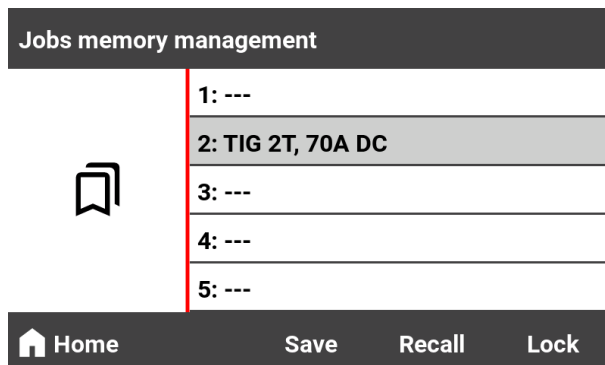 Jobs memory management
1: ---
2: TIG 2T, 70A DC
3: ---
4: ---
5: ---
Home Save Recall Lock